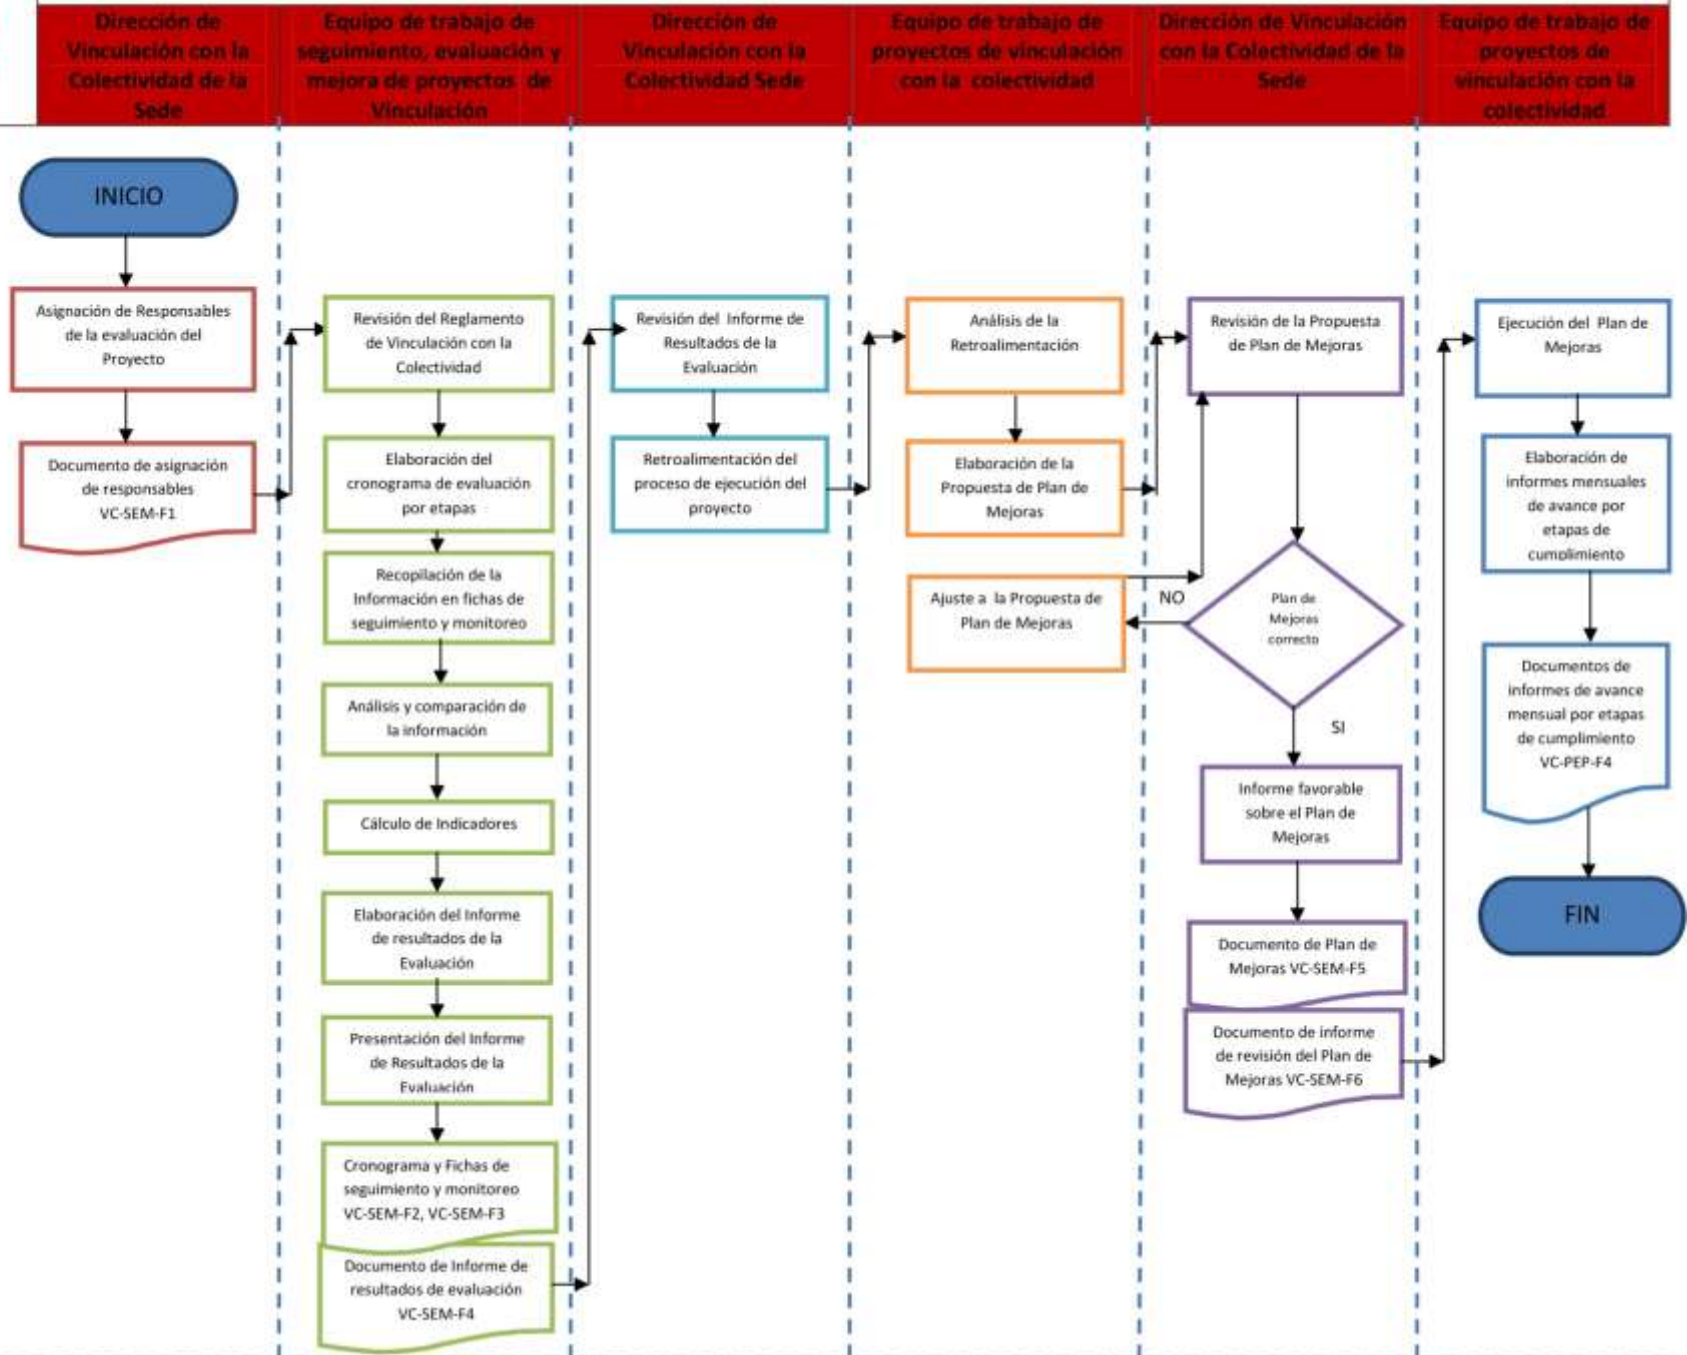 Dirección de
Vinculación con la
Colectividad de la
Sede
Equipo de trabajo de
seguimiento, evaluación y
mejora de proyectos de
Vinculación
Dirección de
Vinculación con la
Colectividad Sede
Equipo de trabajo de
proyectos de vinculación
con la colectividad
Dirección de Vinculación
con la Colectividad de la
Sede
Equipo de trabajo de
proyectos de
vinculación con la
colectividad
INICIO
Asignación de Responsables
de la evaluación del
Proyecto
Documento de asignación
de responsables
VC-SEM-F1
Revisión del Reglamento
de Vinculación con la
Colectividad
Elaboración del
cronograma de evaluación
por etapas
Recopilación de la
Información en fichas de
seguimiento y monitoreo
Análisis y comparación de
la información
Cálculo de Indicadores
Elaboración del Informe
de resultados de la
Evaluación
Presentación del Informe
de Resultados de la
Evaluación
Cronograma y Fichas de
seguimiento y monitoreo
VC-SEM-F2, VC-SEM-F3
Documento de Informe de
resultados de evaluación
VC-SEM-F4
Revisión del Informe de
Resultados de la
Evaluación
Retroalimentación del
proceso de ejecución del
proyecto
Análisis de la
Retroalimentación
Elaboración de la
Propuesta de Plan de
Mejoras
Ajuste a la Propuesta de
Plan de Mejoras
Revisión de la Propuesta
de Plan de Mejoras
NO
Plan de
Mejoras
correcto
SI
Informe favorable
sobre el Plan de
Mejoras
Documento de Plan de
Mejoras VC-SEM-F5
Documento de informe
de revisión del Plan de
Mejoras VC-SEM-F6
Ejecución del Plan de
Mejoras
Elaboración de
informes mensuales
de avance por
etapas de
cumplimiento
Documentos de
informes de avance
mensual por etapas
de cumplimiento
VC-PEP-F4
FIN